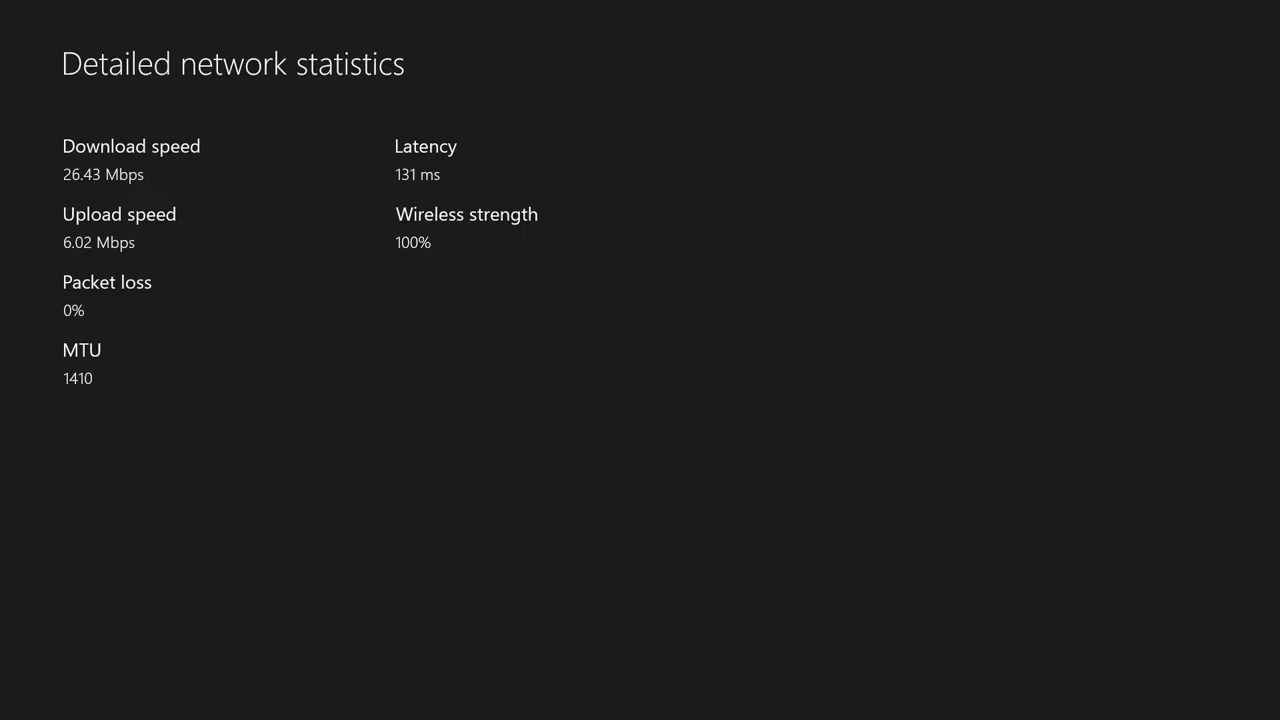 Detailed network statistics
Download speed
26.43 Mbps
Upload speed
6.02 Mbps
Packet loss
0%
MTU
1410
Latency
131 ms
Wireless strength
100%